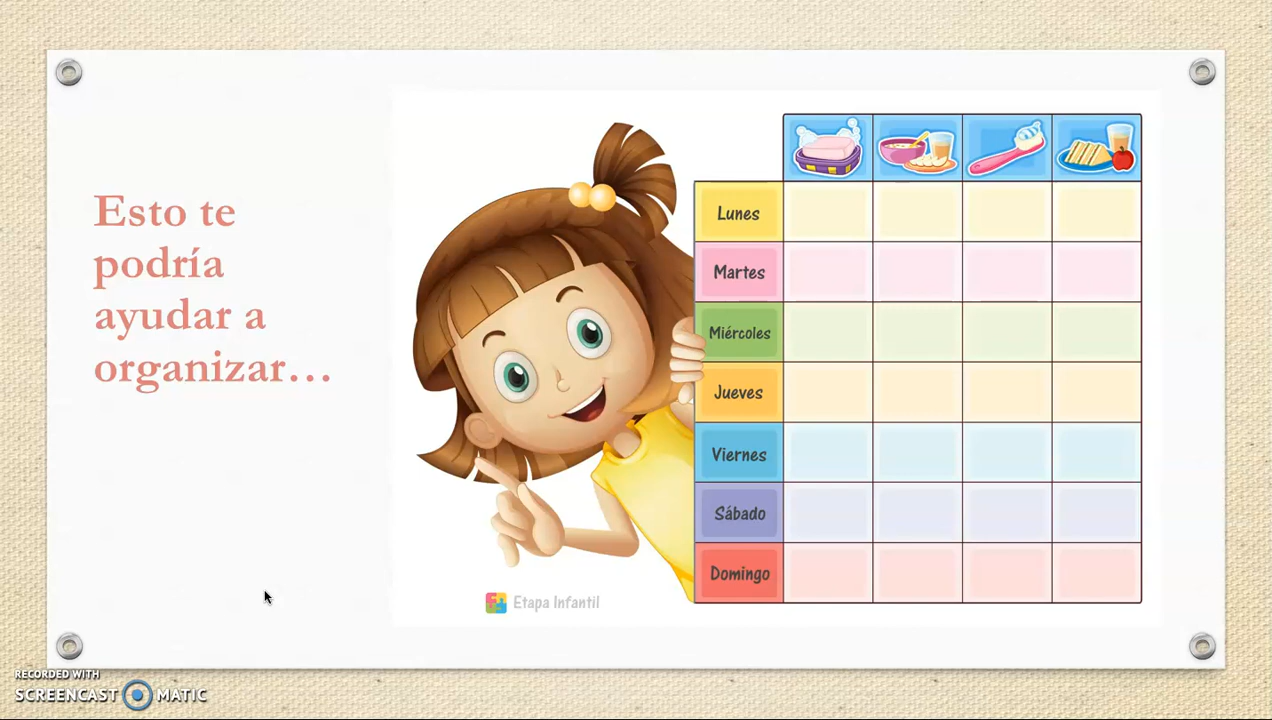 Esto te
podría
ayudar a
organizar...
Lunes
Martes
Miércoles
Jueves
Viernes
Sábado
Domingo
Etapa Infantil
RECORDED WITH
SCREENCAST MATIC